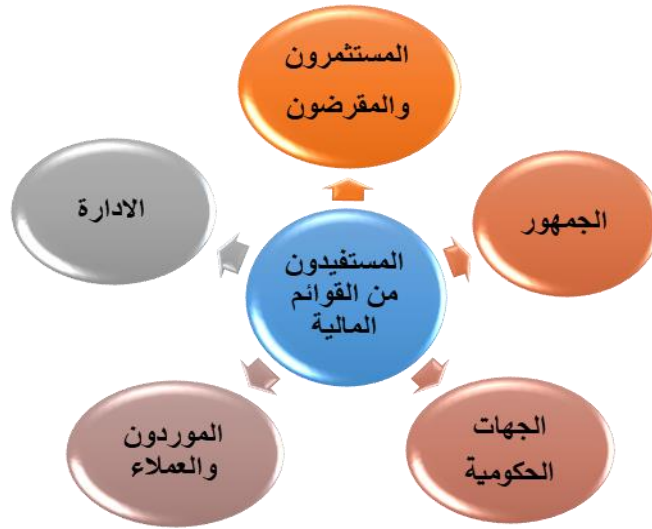 المستثمرون
والمقرضون
الجمهور
الادارة
المستفيدون
من القوائم
المالية
الجهات
الحكومية
الموردون
والعملاء